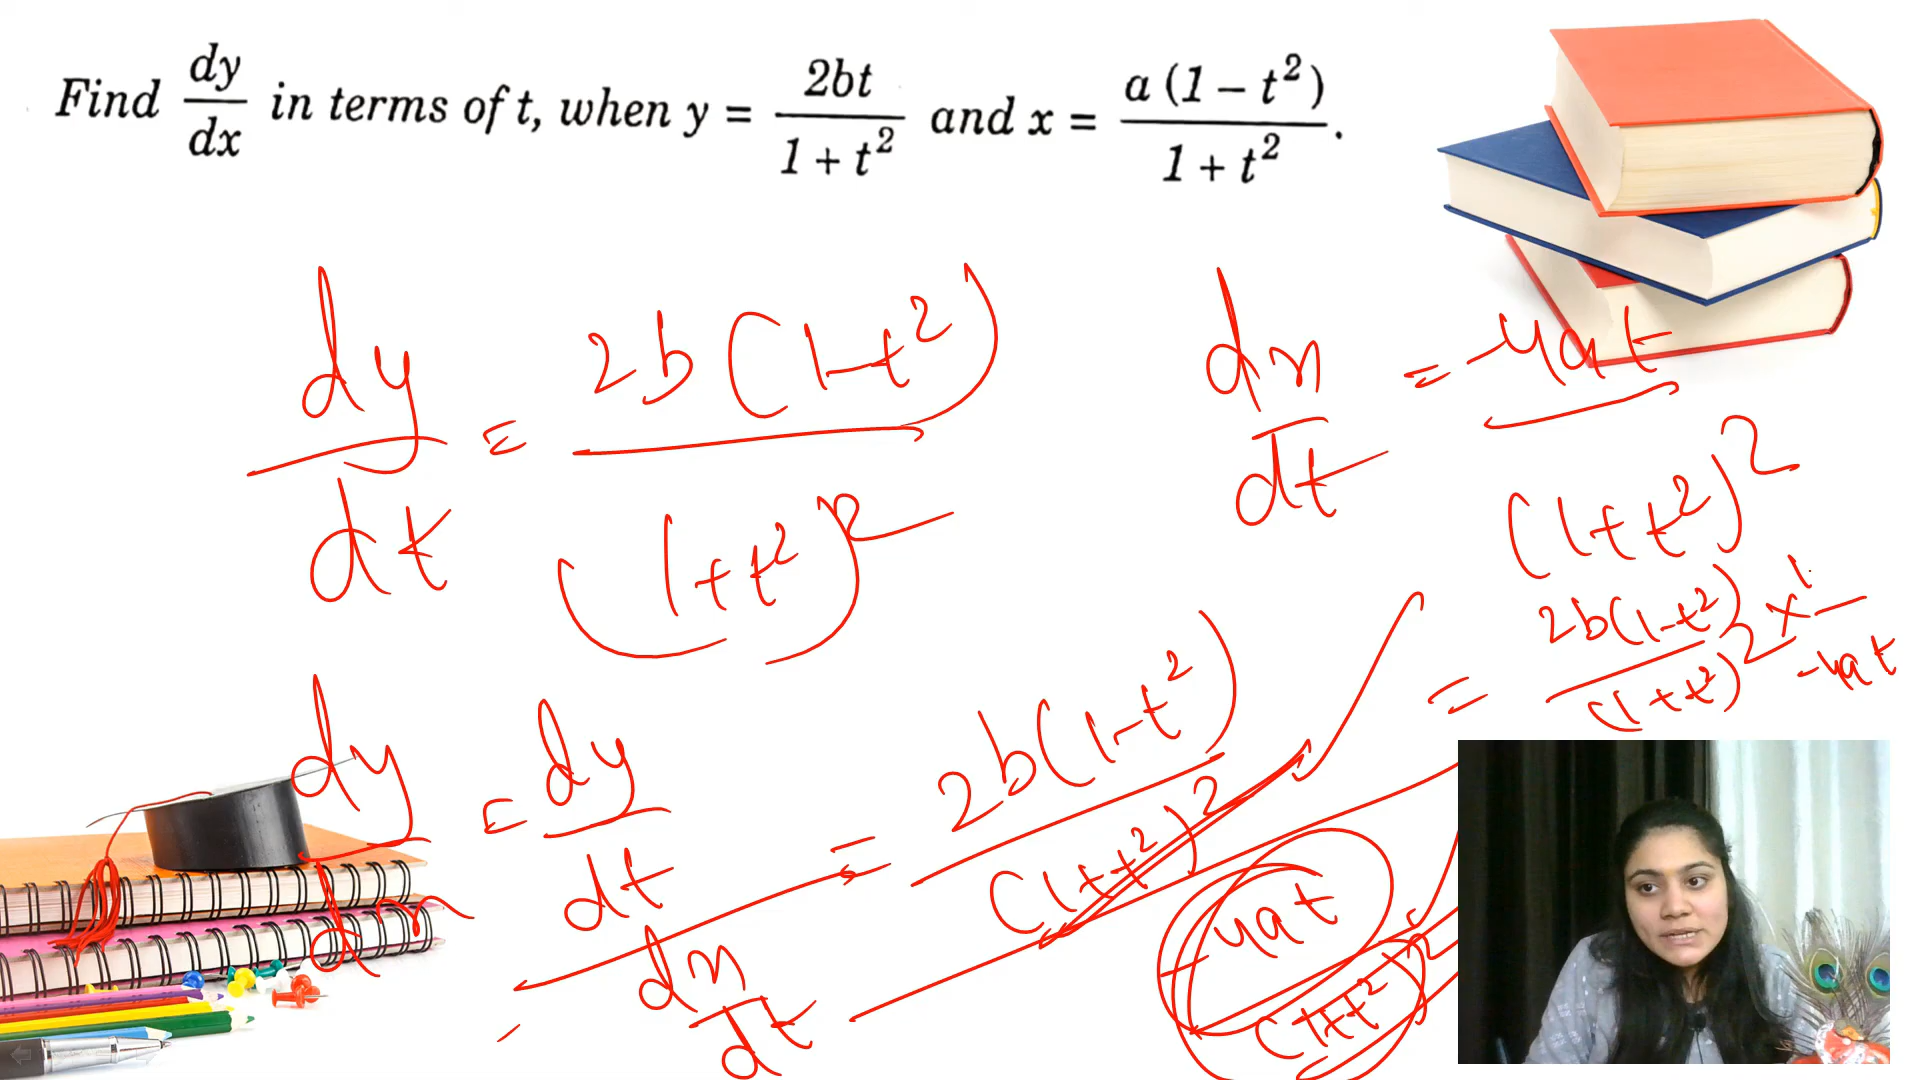 Find dy/dx in terms of t, when y = 2bt/(1 + t²) and x = a (1 − t²)/(1 + t²).
dy/dt = 2b(1-t²)/(1+t²)²
dx/dt = -4at/(1+t²)²
dy/dx = (dy/dt)/(dx/dt) = (2b(1-t²)/(1+t²)²)/(-4at/(1+t²)²)
= 2b(1-t²)/(1+t²)² × 1/-4at
=